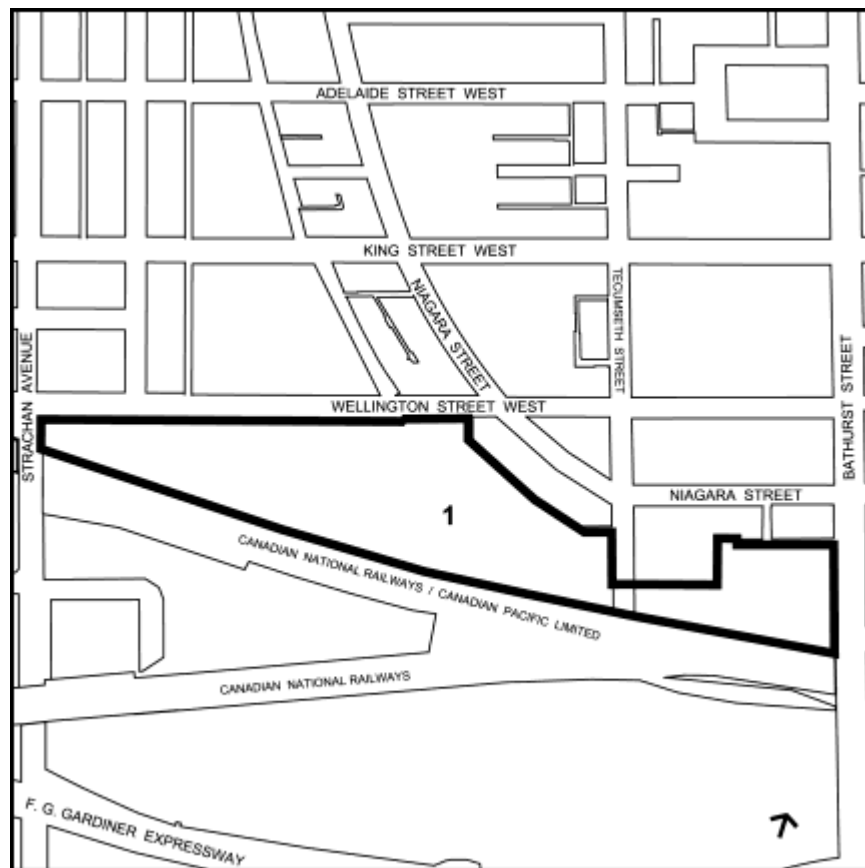 ADELAIDE STREET WEST
KING STREET WEST
NIAGARA STREET
TECUMSETH STREET
STRACHAN AVENUE
BATHURST STREET
WELLINGTON STREET WEST
NIAGARA STREET
1
CANADIAN NATIONAL RAILWAYS / CANADIAN PACIFIC LIMITED
CANADIAN NATIONAL RAILWAYS
F. G. GARDINER EXPRESSWAY